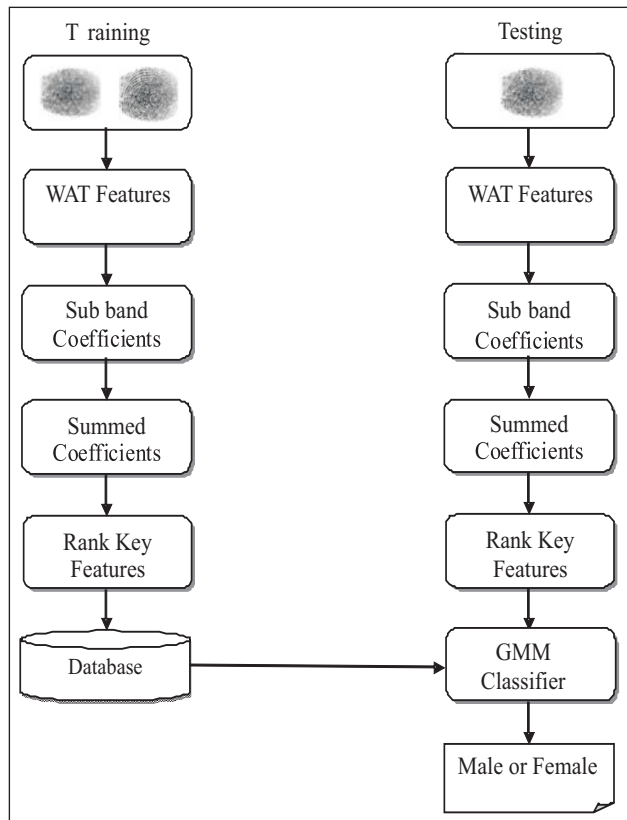 T raining
WAT Features
Sub band
Coefficients
Summed
Coefficients
Rank Key
Features
Database
Testing
WAT Features
Sub band
Coefficients
Summed
Coefficients
Rank Key
Features
GMM
Classifier
Male or Female